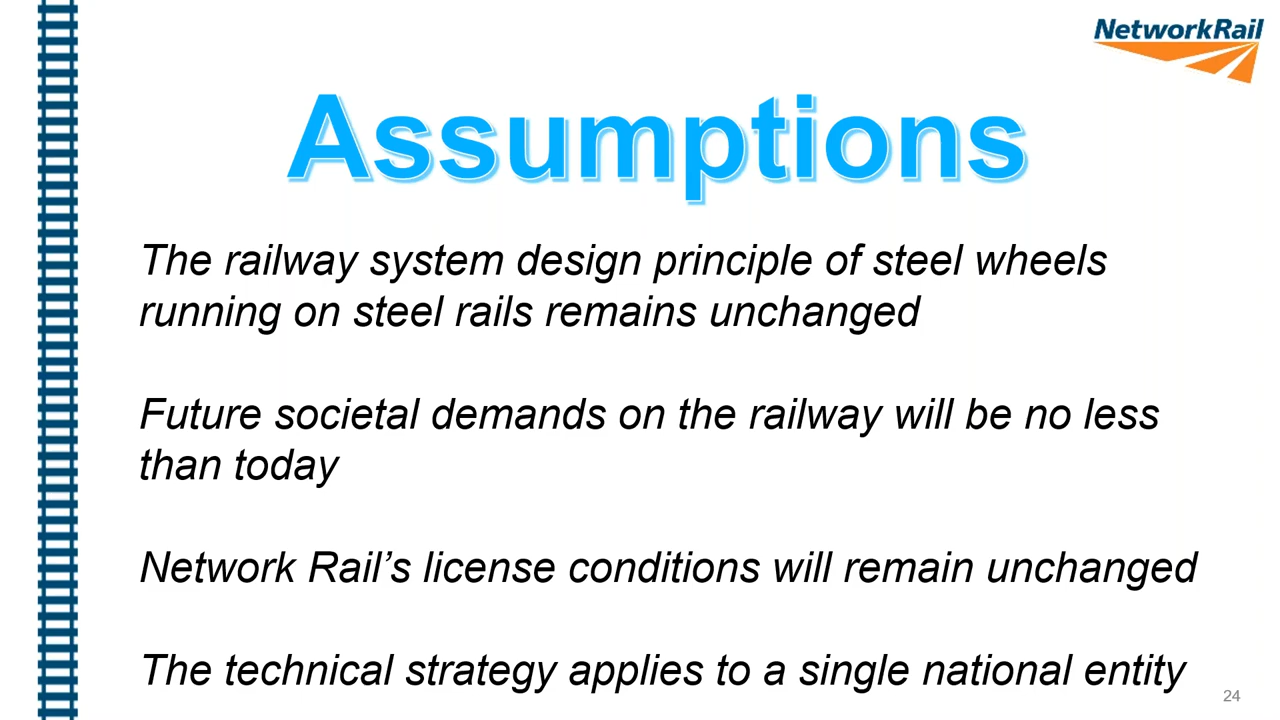 NetworkRail
Assumptions
The railway system design principle of steel wheels
running on steel rails remains unchanged
Future societal demands on the railway will be no less
than today
Network Rail’s license conditions will remain unchanged
The technical strategy applies to a single national entity
24